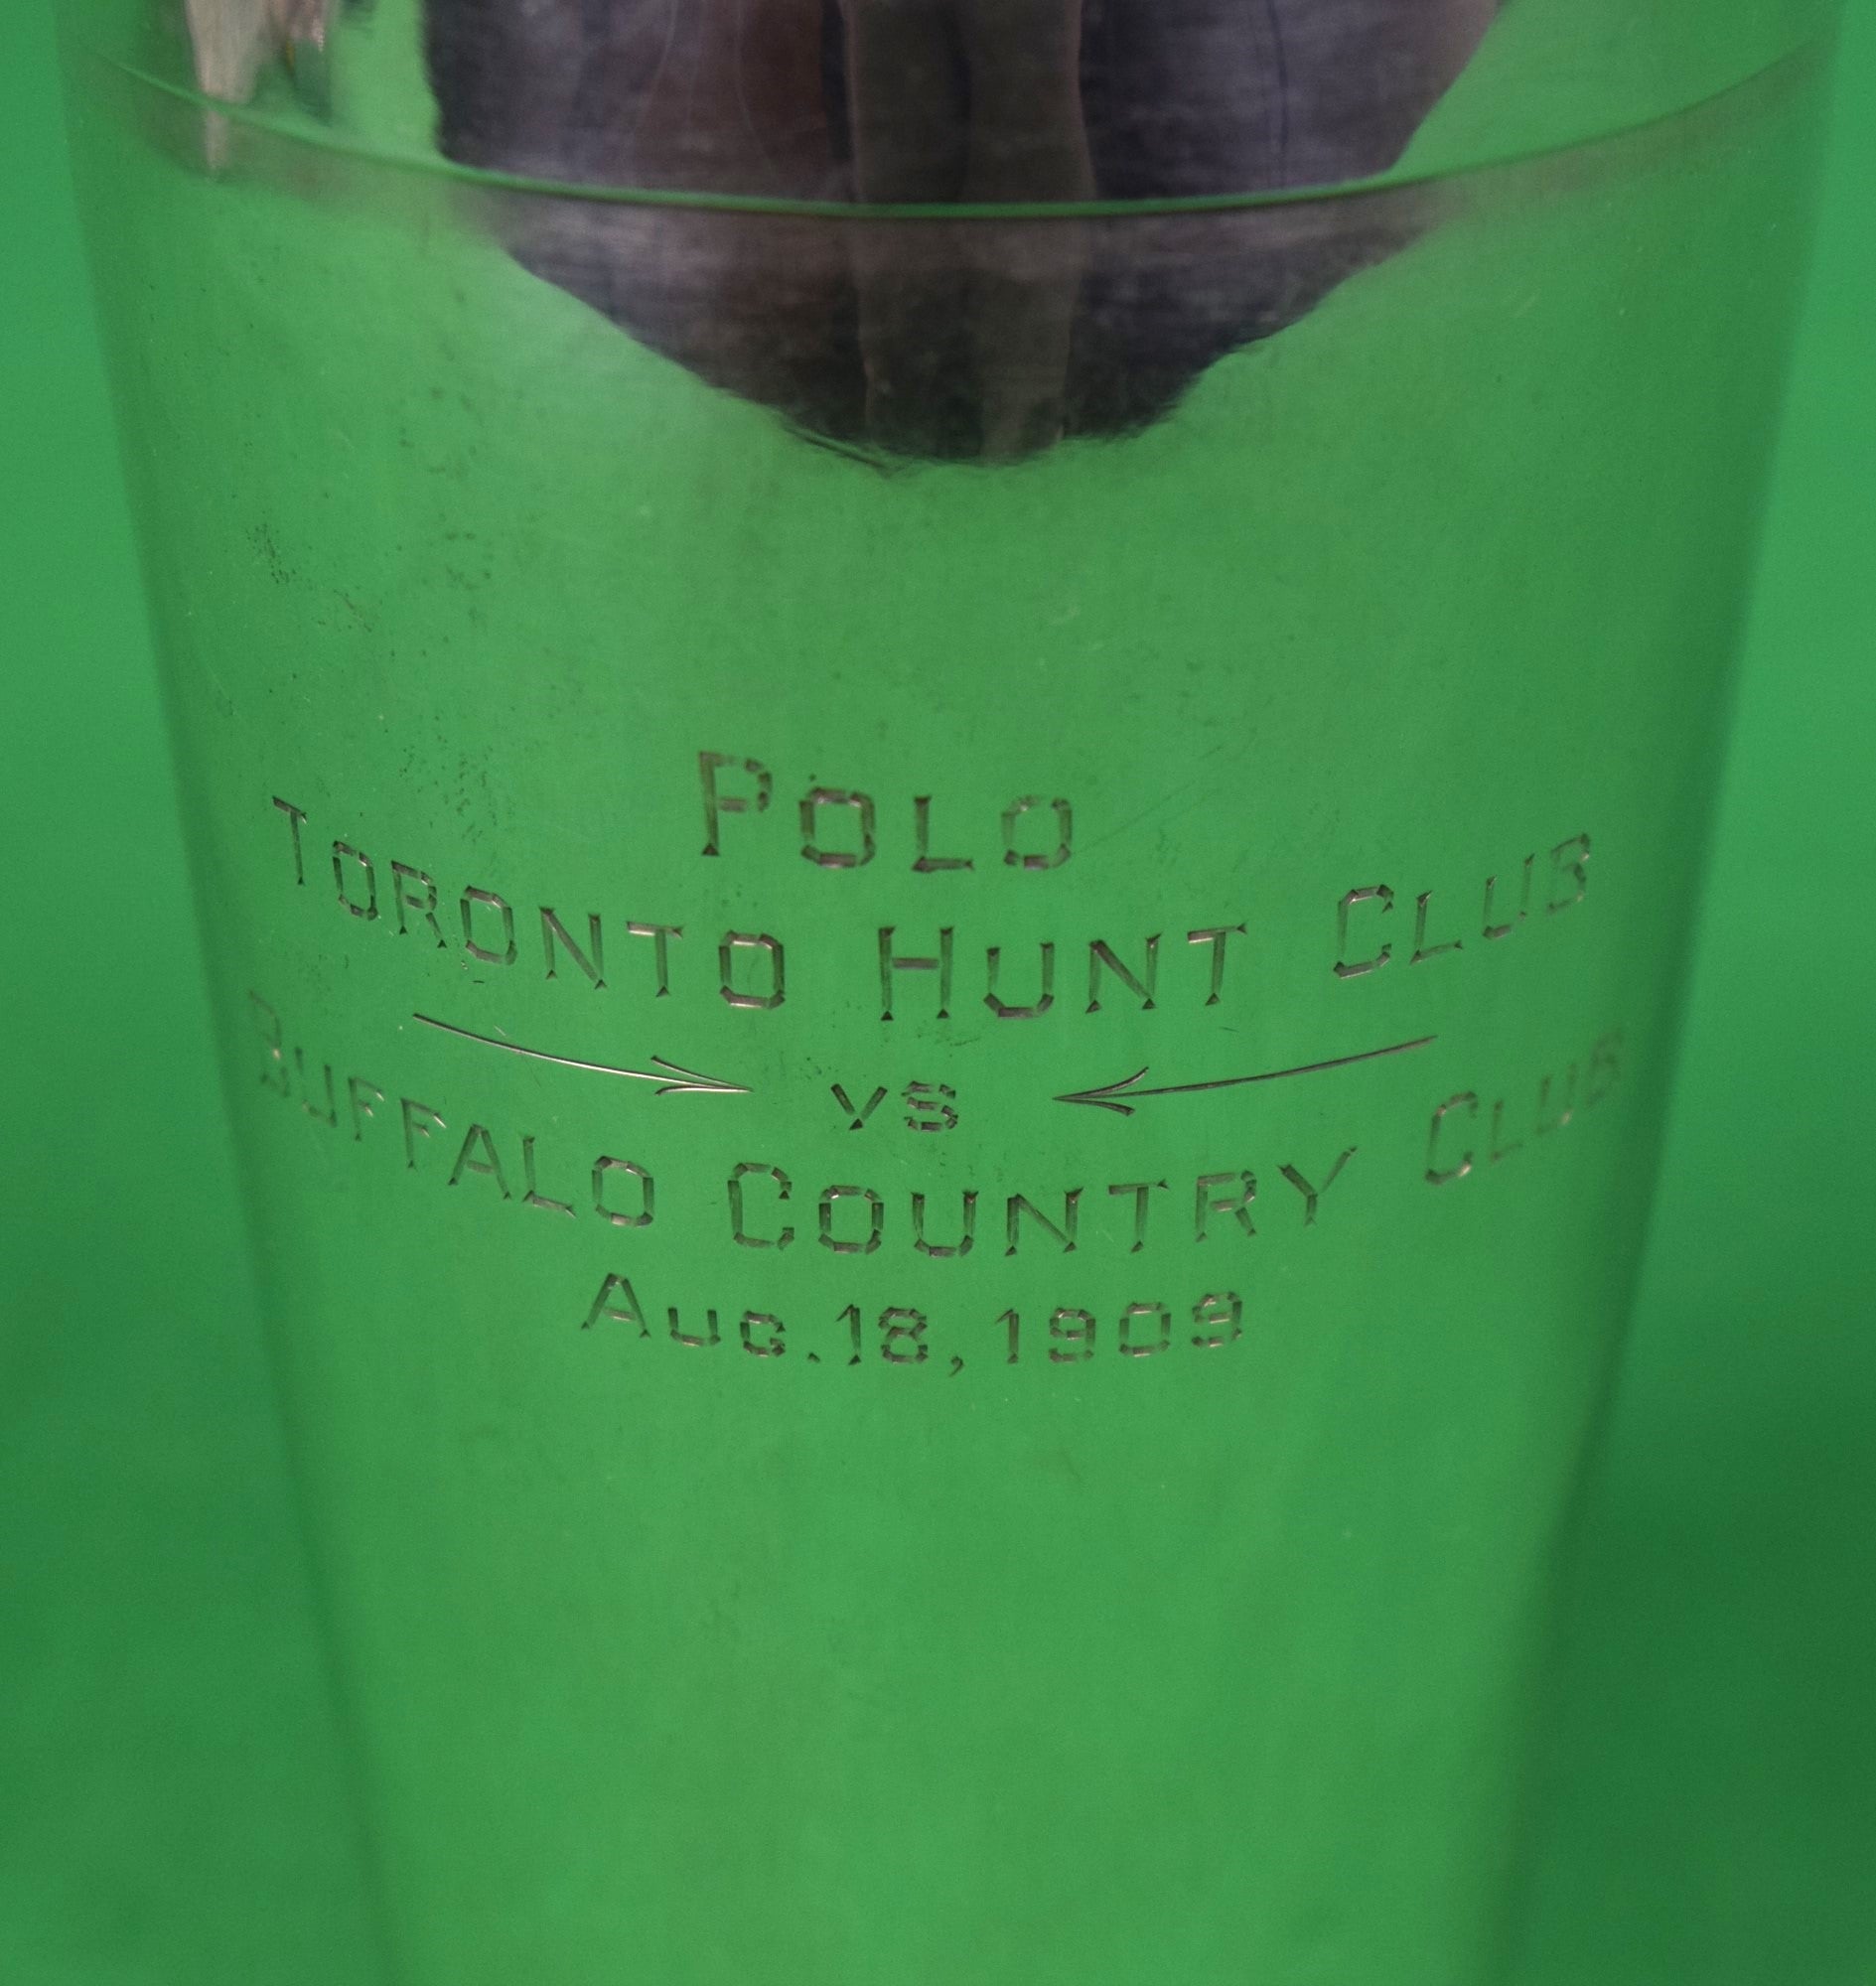 POLO
TORONTO HUNT CLUB
VS
BUFFALO COUNTRY CLUB
AUG. 18, 1909